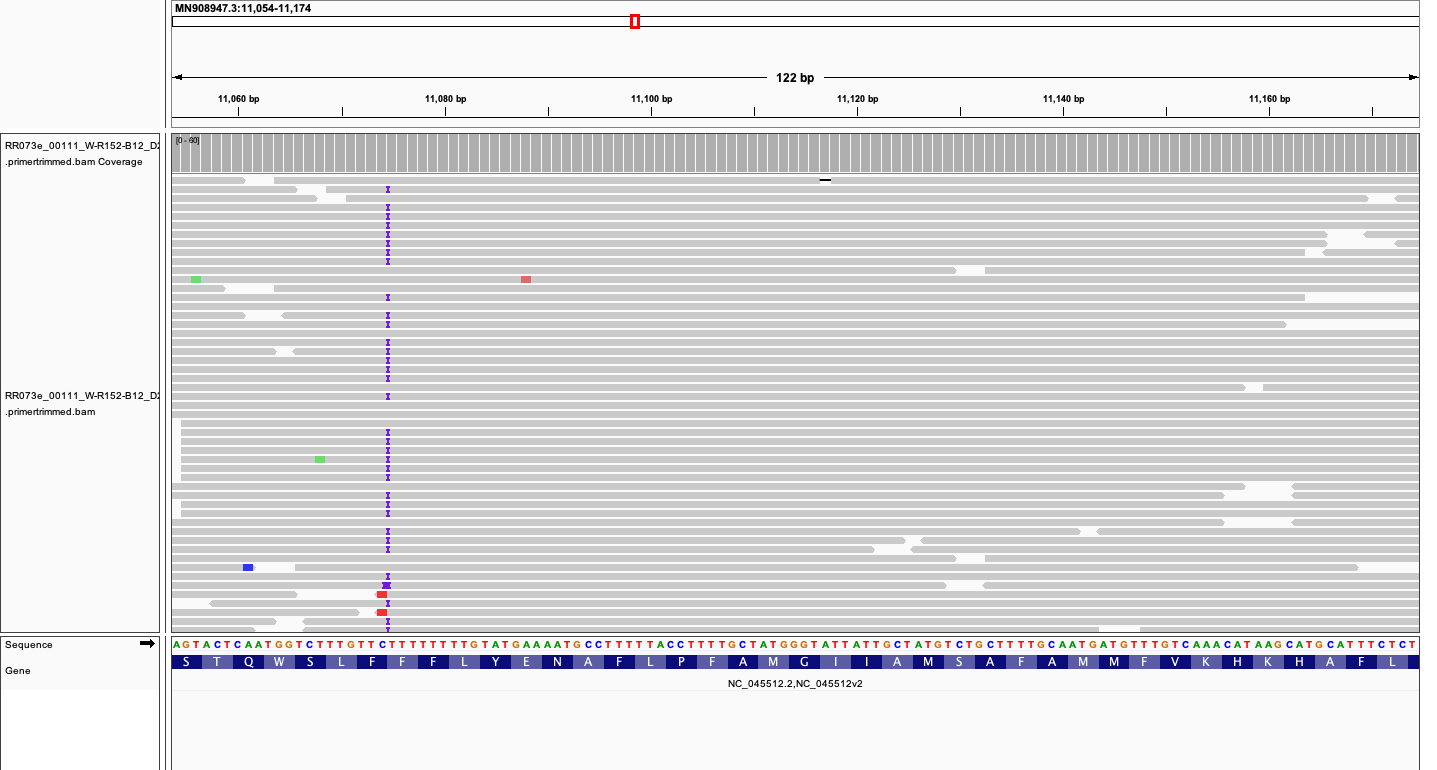 MN908947.3:11,054-11,174
122 bp
11,060 bp 11,080 bp 11,100 bp 11,120 bp 11,140 bp 11,160 bp
RR073e_00111_W-R152-B12_D
.primertrimmed.bam Coverage
[0 - 60]
RR073e_00111_W-R152-B12_D
.primertrimmed.bam
Sequence
AGTACTCAATGGTCTTTGTTCTTTTTTTTGTATGAAAATGCCTTTTTACCTTTTGCTATGGGTATTATTGCTATGTCTGCTTTTGCAATGATGTTTGTCAAACATAAGCATGCATTTCTCT
Gene
S T Q W S L F F F L Y E N A F L P F A M G I I A M S A F A M M F V K H K H A F L
NC_045512.2,NC_045512v2